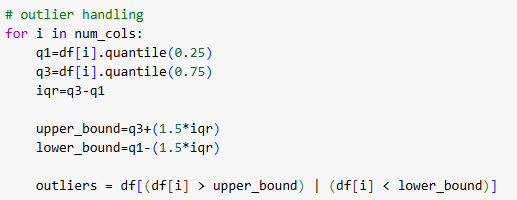 # outlier handling
for i in num_cols:
    q1=df[i].quantile(0.25)
    q3=df[i].quantile(0.75)
    iqr=q3-q1

    upper_bound=q3+(1.5*iqr)
    lower_bound=q1-(1.5*iqr)

    outliers = df[(df[i] > upper_bound) | (df[i] < lower_bound)]